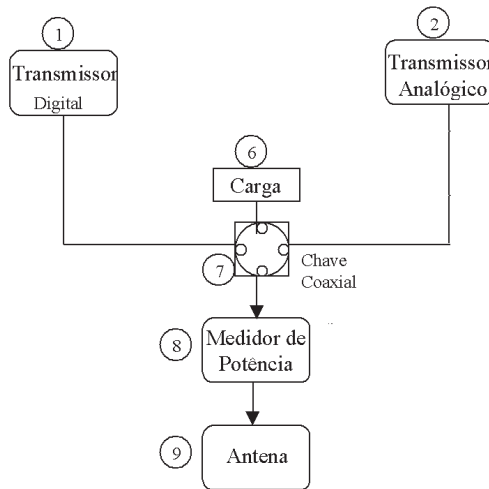 1
Transmissor
Digital
2
Transmissor
Analógico
6
Carga
7
Chave
Coaxial
8
Medidor de
Potência
9
Antena